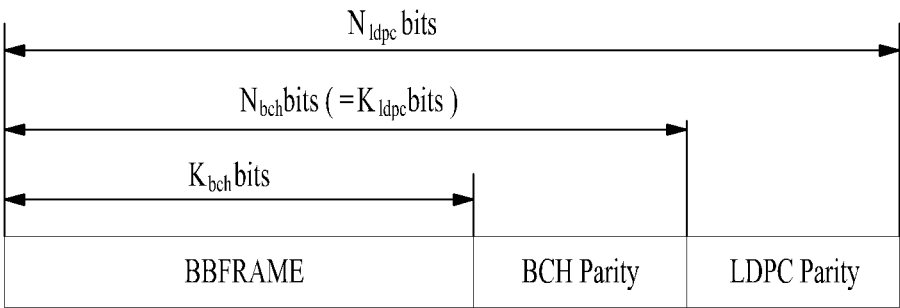 N ldpc bits
N bch bits ( =K ldpc bits )
K bch bits
BBFRAME BCH Parity LDPC Parity